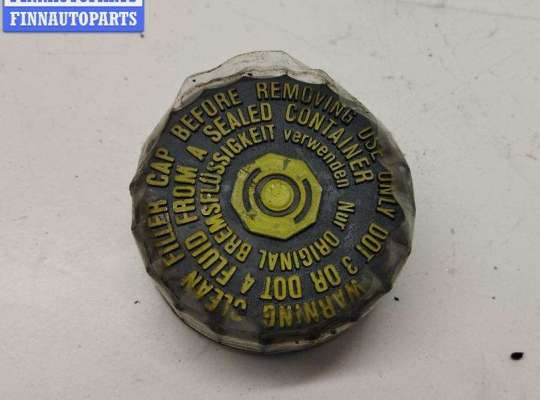 FINNAUTOPARTS
FINNAUTOPARTS
WARNING CLEAN FILLER CAP BEFORE REMOVING USE ONLY DOT 3 OR DOT 4 FLUID FROM A SEALED CONTAINER
Nur ORIGINAL BREMSFLÜSSIGKEIT verwenden